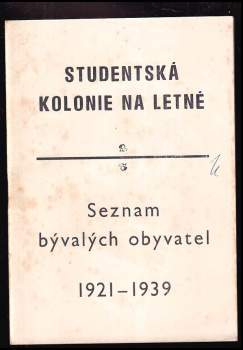 STUDENTSKÁ
KOLONIE NA LETNÉ
Seznam
bývalých obyvatel
1921–1939